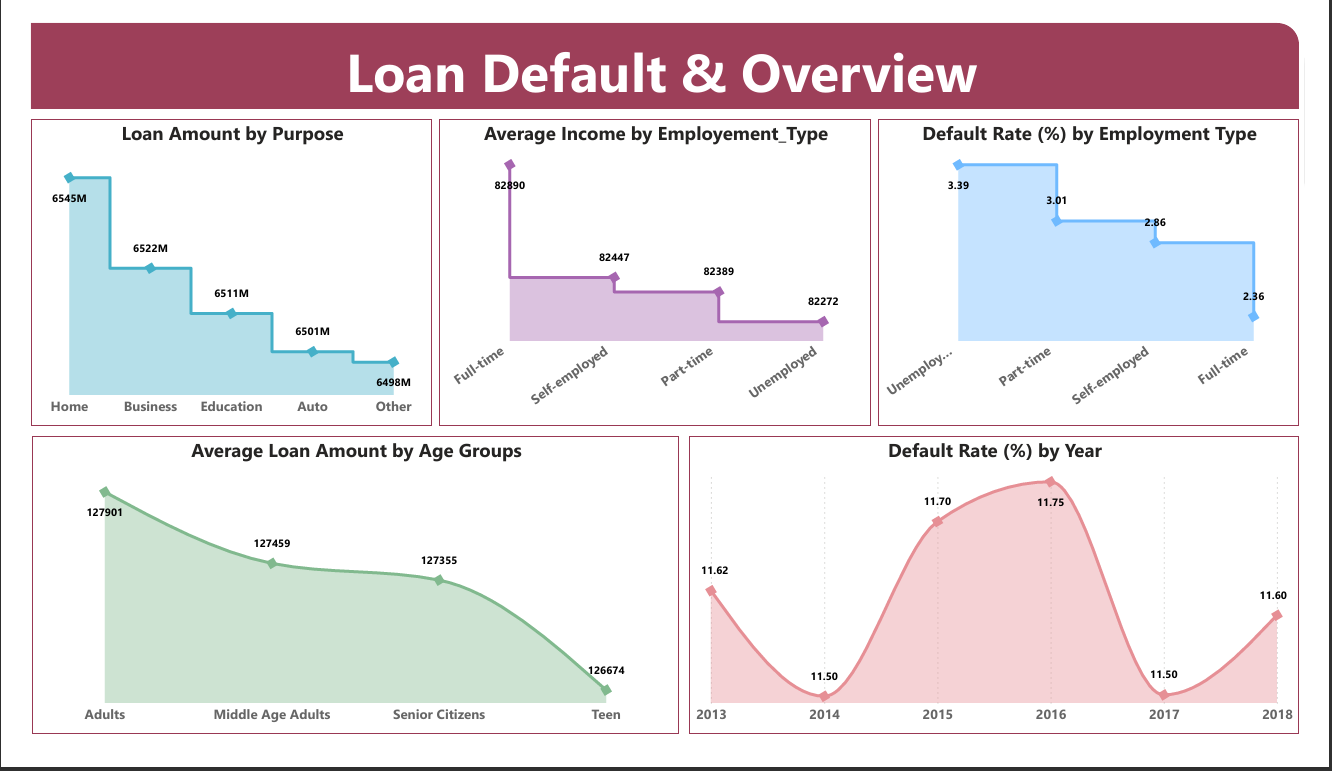 Loan Default & Overview
Loan Amount by Purpose
6545M
6522M
6511M
6501M
6498M
Home Business Education Auto Other
Average Income by Employement_Type
82890
82447
82389
82272
Full-time Self-employed Part-time Unemployed
Default Rate (%) by Employment Type
3.39
3.01
2.86
2.36
Unemploy... Part-time Self-employed Full-time
Average Loan Amount by Age Groups
127901
127459
127355
126674
Adults Middle Age Adults Senior Citizens Teen
Default Rate (%) by Year
11.62
11.50
11.70
11.75
11.50
11.60
2013 2014 2015 2016 2017 2018